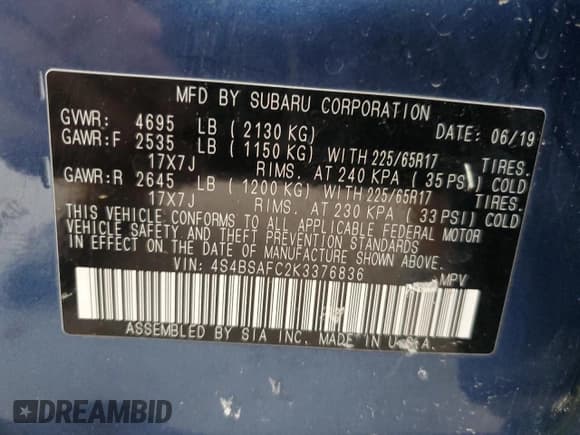 MFD BY SUBARU CORPORATION
GVWR: 4695 LB ( 2130 KG) DATE: 06/19
GAWR:F 2535 LB ( 1150 KG) WITH 225/65R17 TIRES.
17X7J RIMS. AT 240 KPA ( 35 PSI) COLD
GAWR:R 2645 LB ( 1200 KG) WITH 225/65R17 TIRES.
17X7J RIMS. AT 230 KPA ( 33 PSI) COLD
THIS VEHICLE CONFORMS TO ALL APPLICABLE FEDERAL MOTOR
VEHICLE SAFETY AND THEFT PREVENTION STANDARDS
IN EFFECT ON THE DATE OF MANUFACTURE SHOWN ABOVE.
VIN: 4S4BSAFC2K3376836 MPV
ASSEMBLED BY SIA INC. MADE IN U.S.A.
DREAMBID